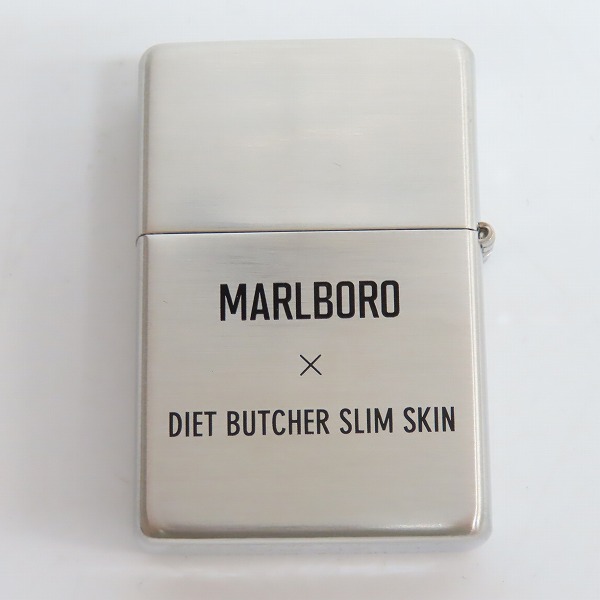 MARLBORO
×
DIET BUTCHER SLIM SKIN